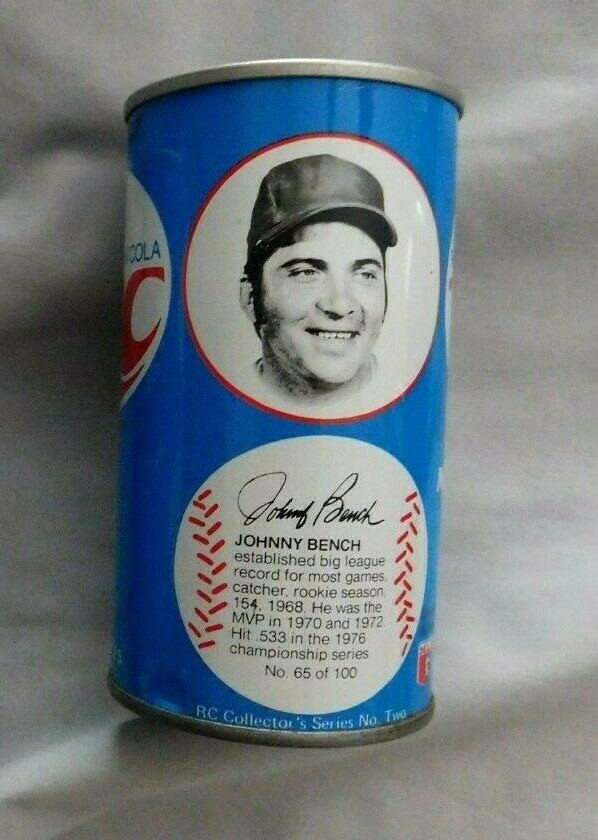 COLA
C
Johnny Bench
JOHNNY BENCH
established big league
record for most games,
catcher, rookie season,
154, 1968. He was the
MVP in 1970 and 1972.
Hit .533 in the 1976
championship series.
No. 65 of 100
RC Collector's Series No. Two